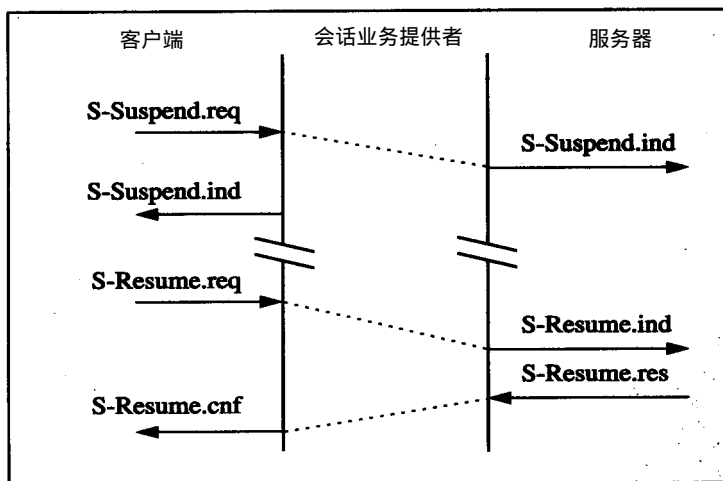 客户端 会话业务提供者 服务器
S-Suspend.req
S-Suspend.ind
S-Suspend.ind
S-Resume.req
S-Resume.ind
S-Resume.res
S-Resume.cnf